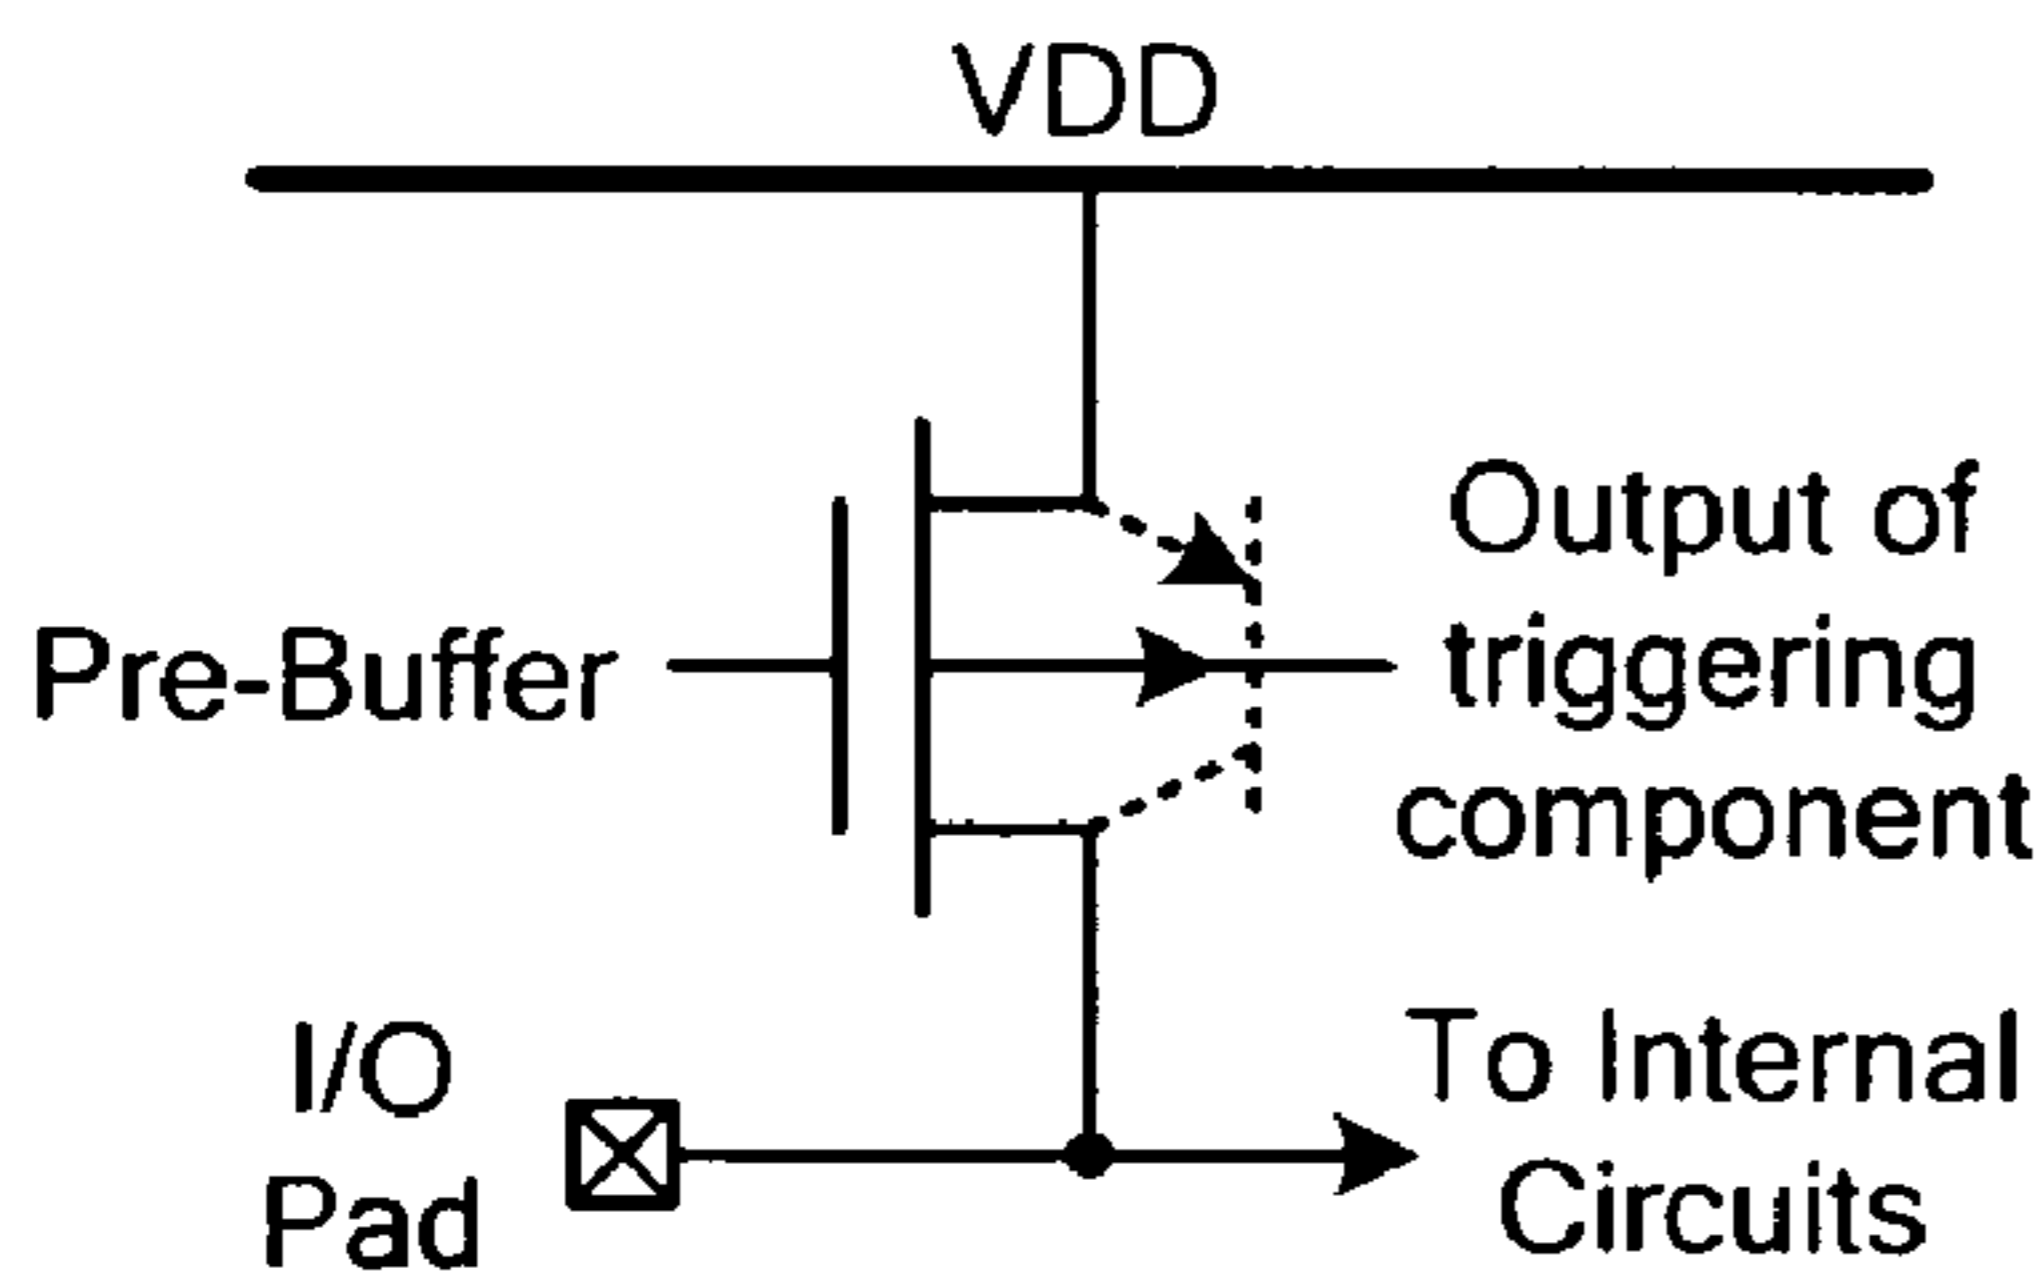 VDD
Output of
triggering
component
Pre-Buffer
I/O
Pad
To Internal
Circuits